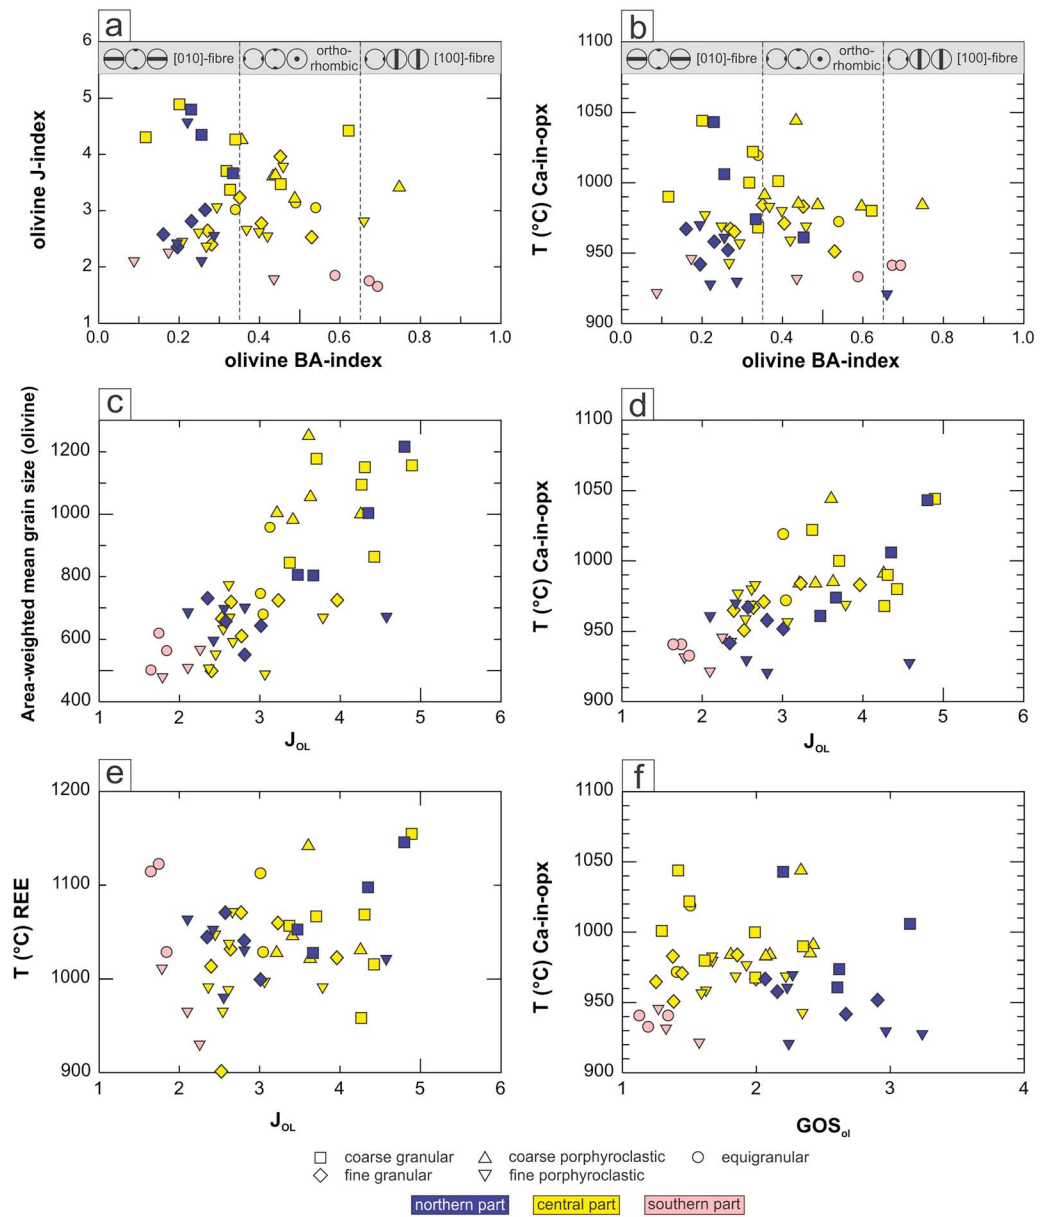 a
6
5
4
3
2
1
0.0 0.2 0.4 0.6 0.8 1.0
[010]-fibre
ortho-
rhombic
[100]-fibre
olivine J-index
olivine BA-index
b
1100
1050
1000
950
900
0.0 0.2 0.4 0.6 0.8 1.0
[010]-fibre
ortho-
rhombic
[100]-fibre
T (°C) Ca-in-opx
olivine BA-index
c
1200
1000
800
600
400
1 2 3 4 5 6
Area-weighted mean grain size (olivine)
JOL
d
1100
1050
1000
950
900
1 2 3 4 5 6
T (°C) Ca-in-opx
JOL
e
1200
1100
1000
900
1 2 3 4 5 6
T (°C) REE
JOL
f
1100
1050
1000
950
900
1 2 3 4
T (°C) Ca-in-opx
GOSol
coarse granular coarse porphyroclastic equigranular
fine granular fine porphyroclastic
northern part central part southern part